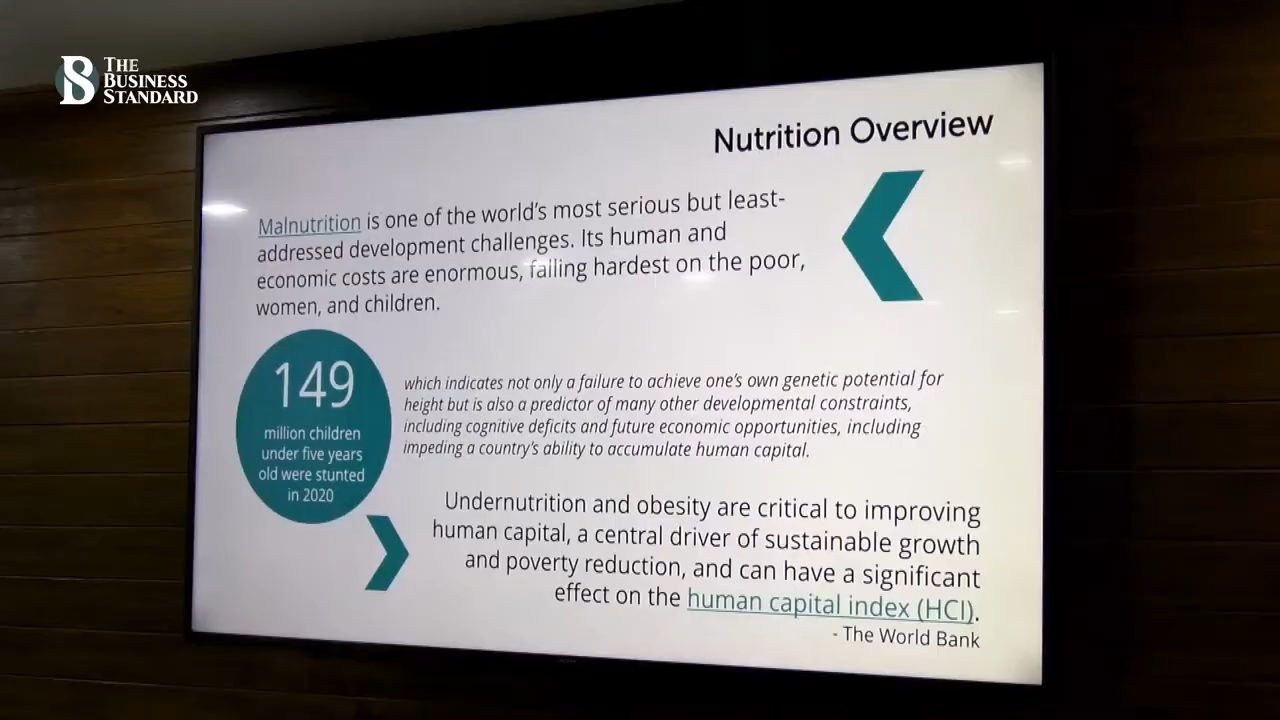 THE
BUSINESS
STANDARD
Nutrition Overview
Malnutrition is one of the world's most serious but least-
addressed development challenges. Its human and
economic costs are enormous, falling hardest on the poor,
women, and children.
149
million children
under five years
old were stunted
in 2020
which indicates not only a failure to achieve one's own genetic potential for
height but is also a predictor of many other developmental constraints,
including cognitive deficits and future economic opportunities, including
impeding a country's ability to accumulate human capital.
Undernutrition and obesity are critical to improving
human capital, a central driver of sustainable growth
and poverty reduction, and can have a significant
effect on the human capital index (HCI).
- The World Bank